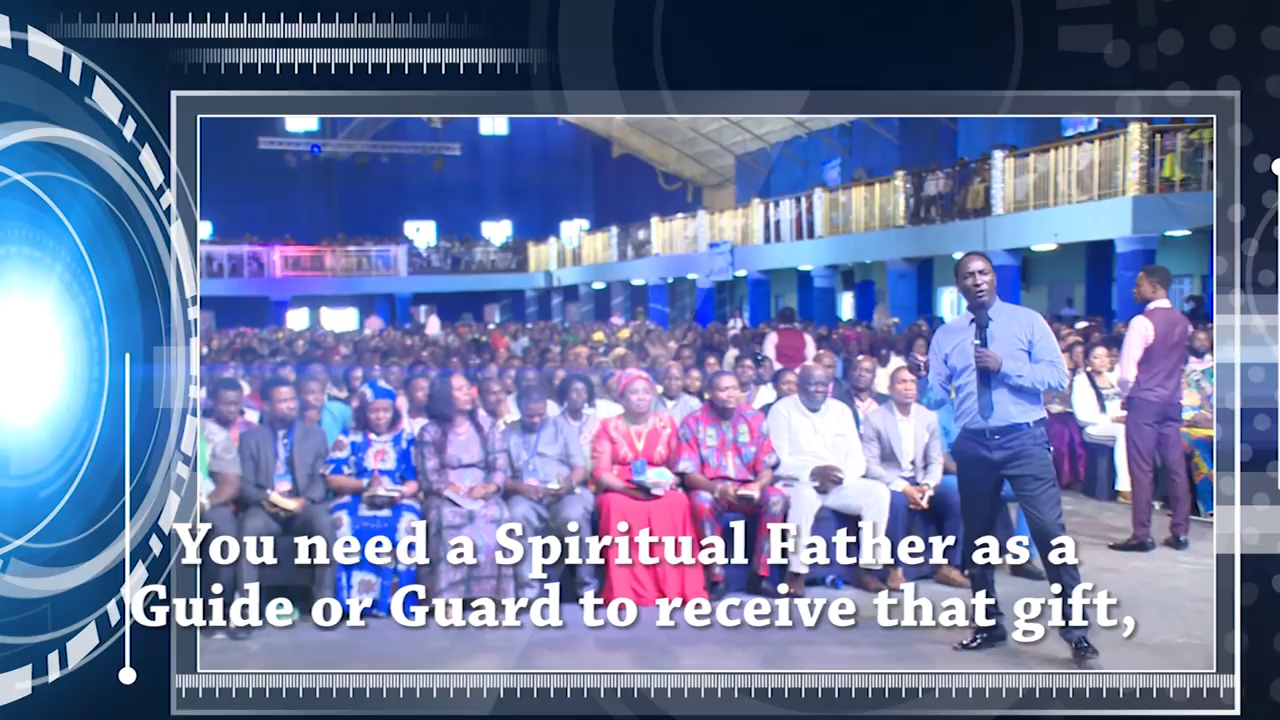 You need a Spiritual Father as a
Guide or Guard to receive that gift,